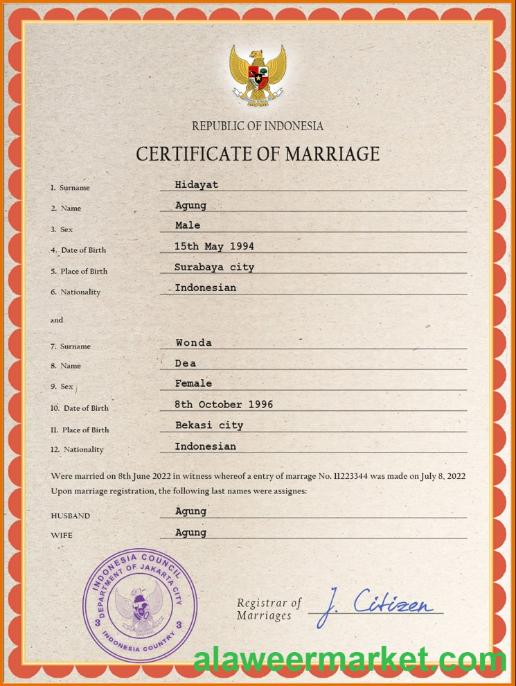 REPUBLIC OF INDONESIA
CERTIFICATE OF MARRIAGE
1. Surname Hidayat
2. Name Agung
3. Sex Male
4. Date of Birth 15th May 1994
5. Place of Birth Surabaya city
6. Nationality Indonesian
and
7. Surname Wonda
8. Name Dea
9. Sex Female
10. Date of Birth 8th October 1996
11. Place of Birth Bekasi city
12. Nationality Indonesian
Were married on 8th June 2022 in witness whereof a entry of marrage No. II223344 was made on July 8, 2022
Upon marriage registration, the following last names were assignes:
HUSBAND Agung
WIFE Agung
INDONESIA COUNCIL
DEPARTMENT OF JAKARTA CITY
3 3
INDONESIA COUNTRY
Registrar of
Marriages J. Citizen
alaweermarket.com